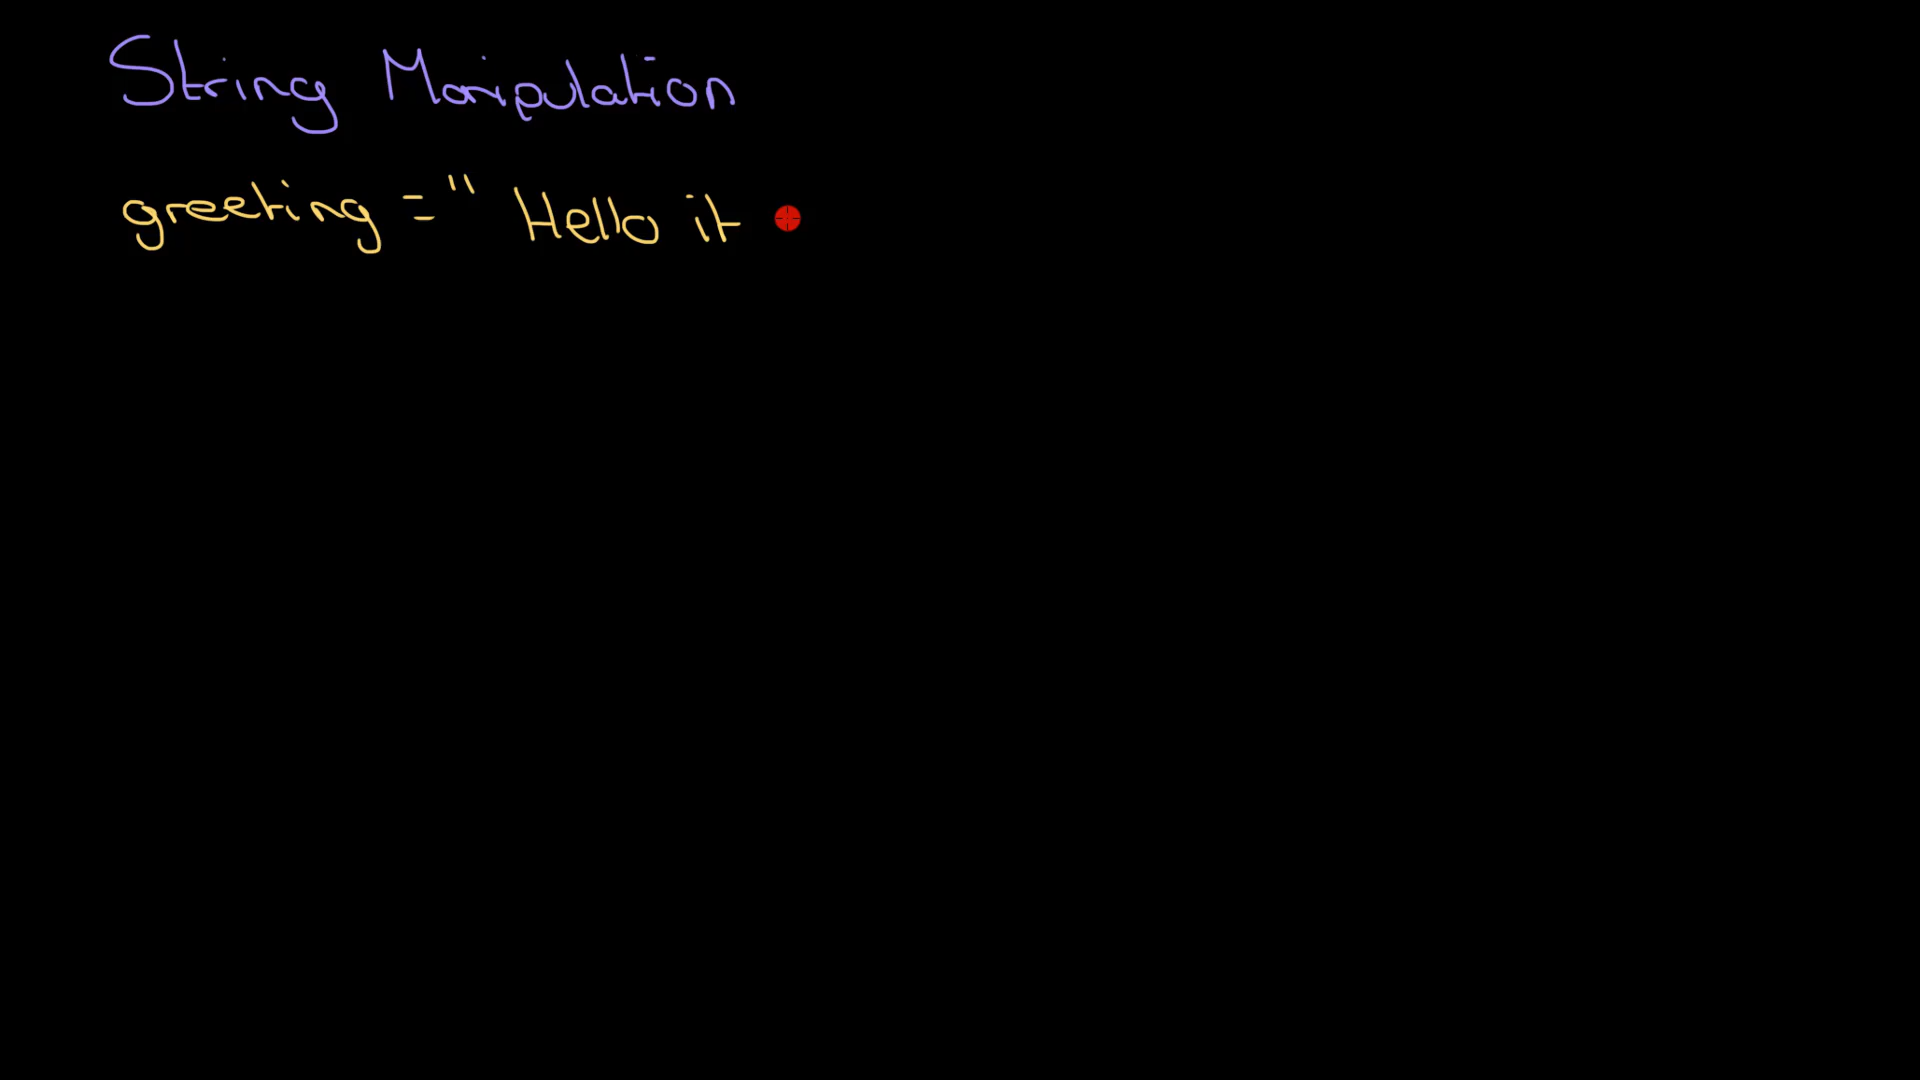 String Manipulation
greeting = " Hello it